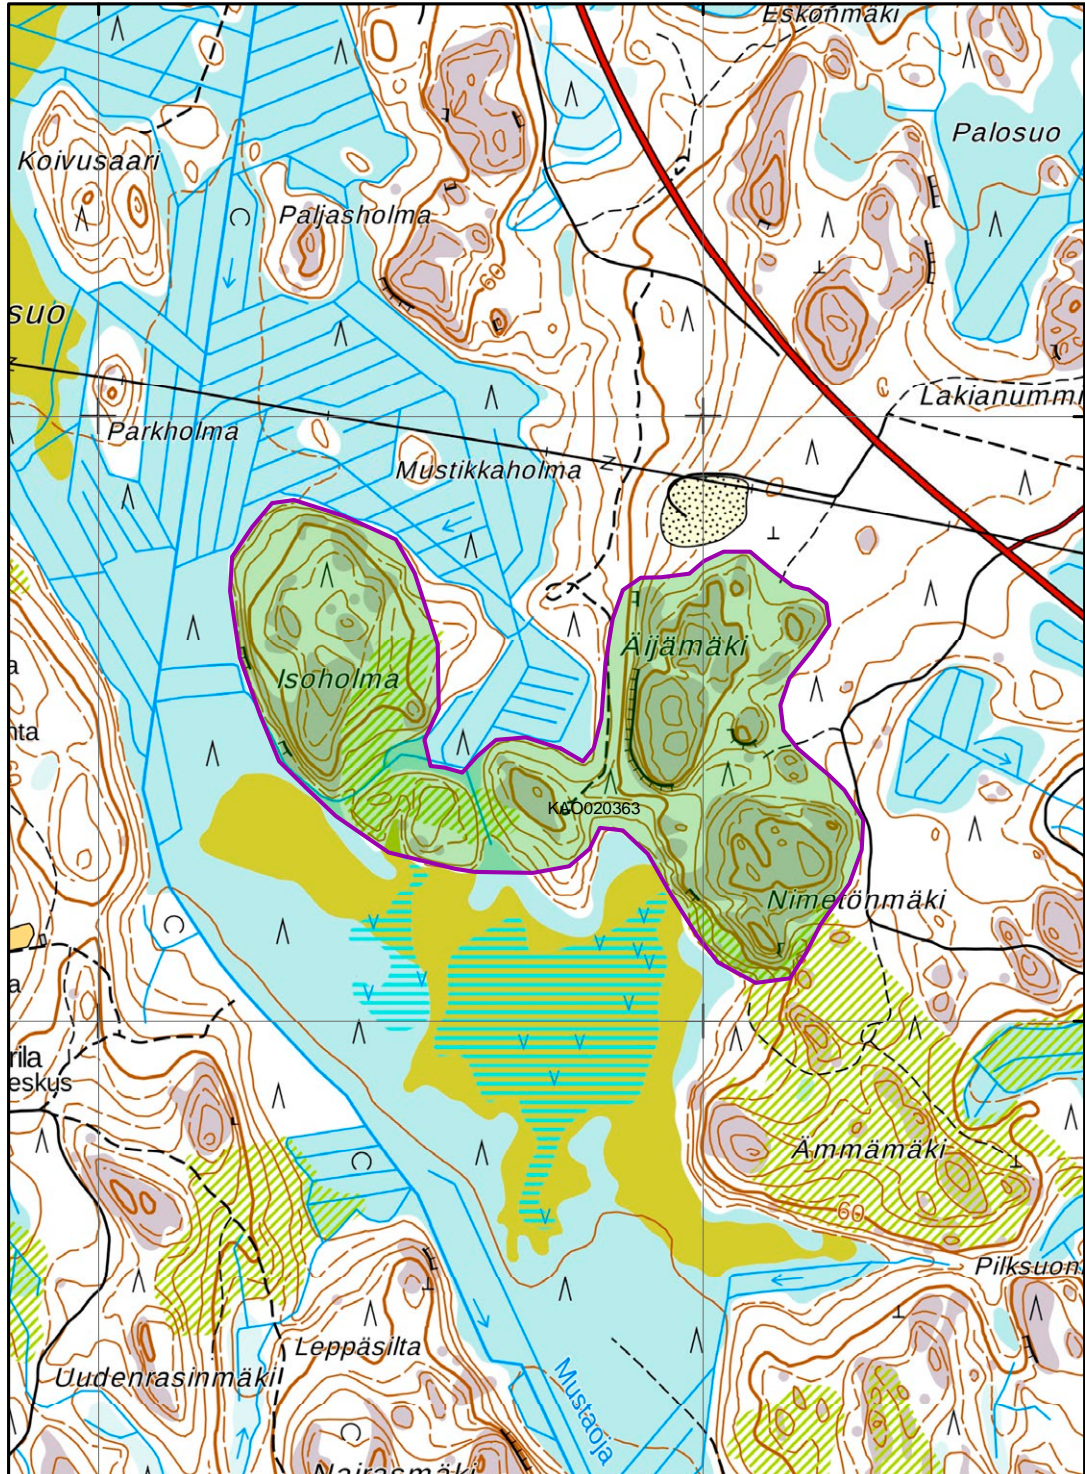 Eskonmäki
Palosuo
Koivusaari
Paljasholma
60
suo
Lakianummi
Parkholma
Mustikkaholma
Z
Äijämäki
Isoholma
a
nta
KAO020363
Nimetönmäki
a
rila
eskus
Ämmämäki
60
Pilksuon
Leppäsilta
Uudenrasinmäki
Mustaoja
Nairasmäki